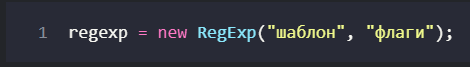 1 regexp = new RegExp("шаблон", "флаги");